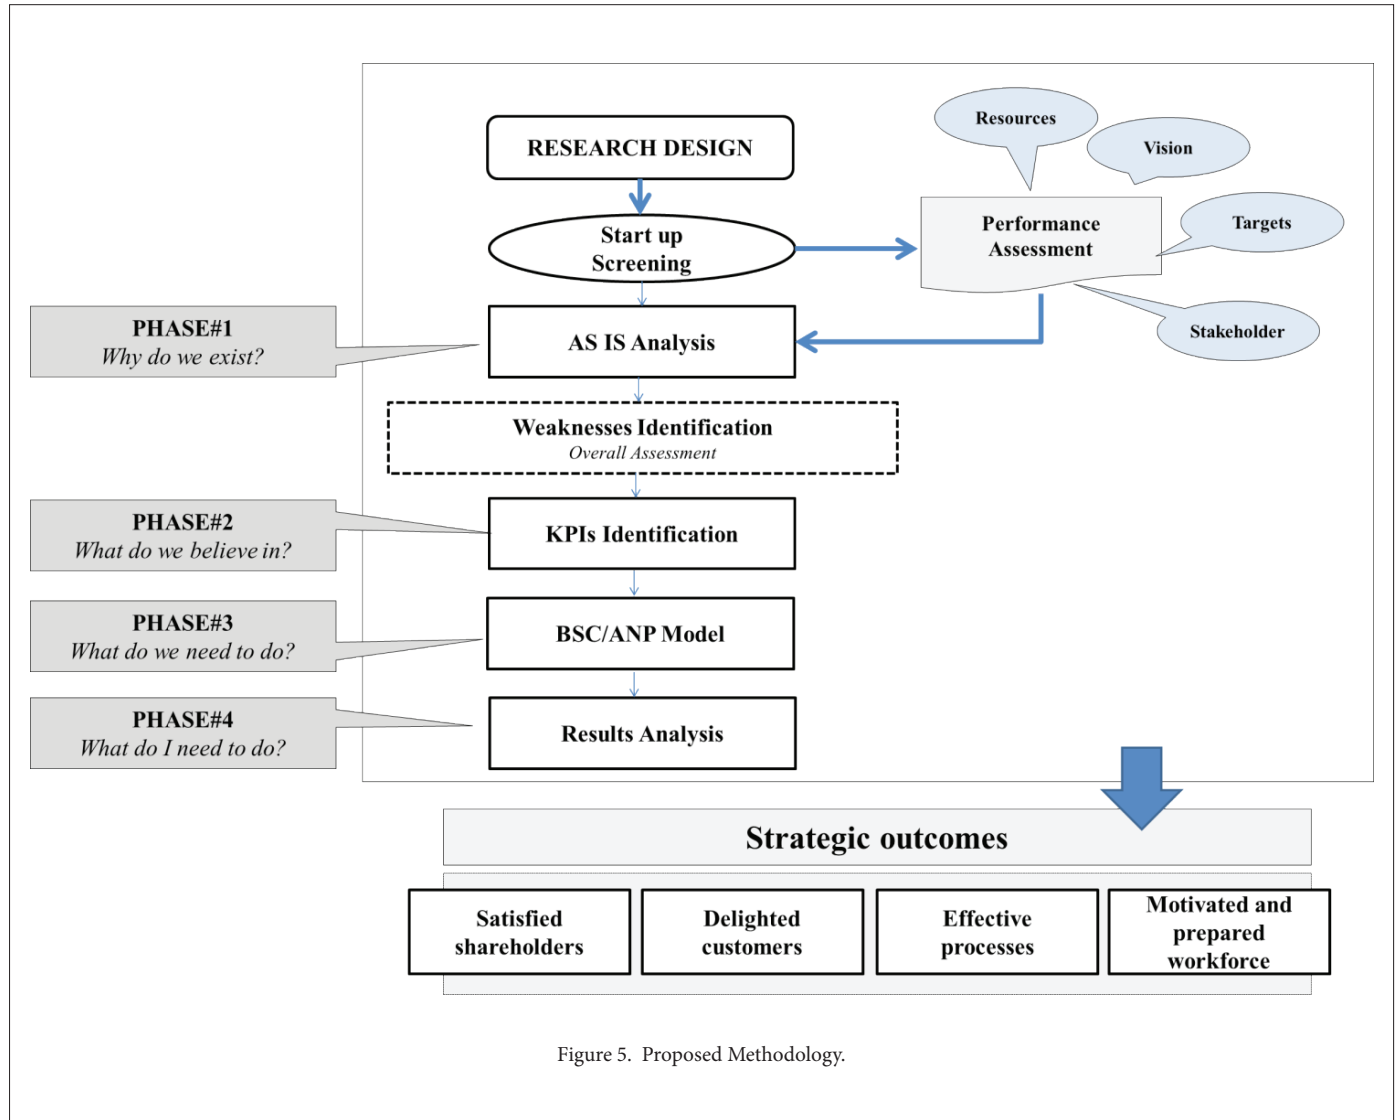 RESEARCH DESIGN
Start up
Screening
Resources
Vision
Performance
Assessment
Targets
Stakeholder
PHASE#1
Why do we exist?
AS IS Analysis
Weaknesses Identification
Overall Assessment
PHASE#2
What do we believe in?
KPIs Identification
PHASE#3
What do we need to do?
BSC/ANP Model
PHASE#4
What do I need to do?
Results Analysis
Strategic outcomes
Satisfied
shareholders
Delighted
customers
Effective
processes
Motivated and
prepared
workforce
Figure 5. Proposed Methodology.